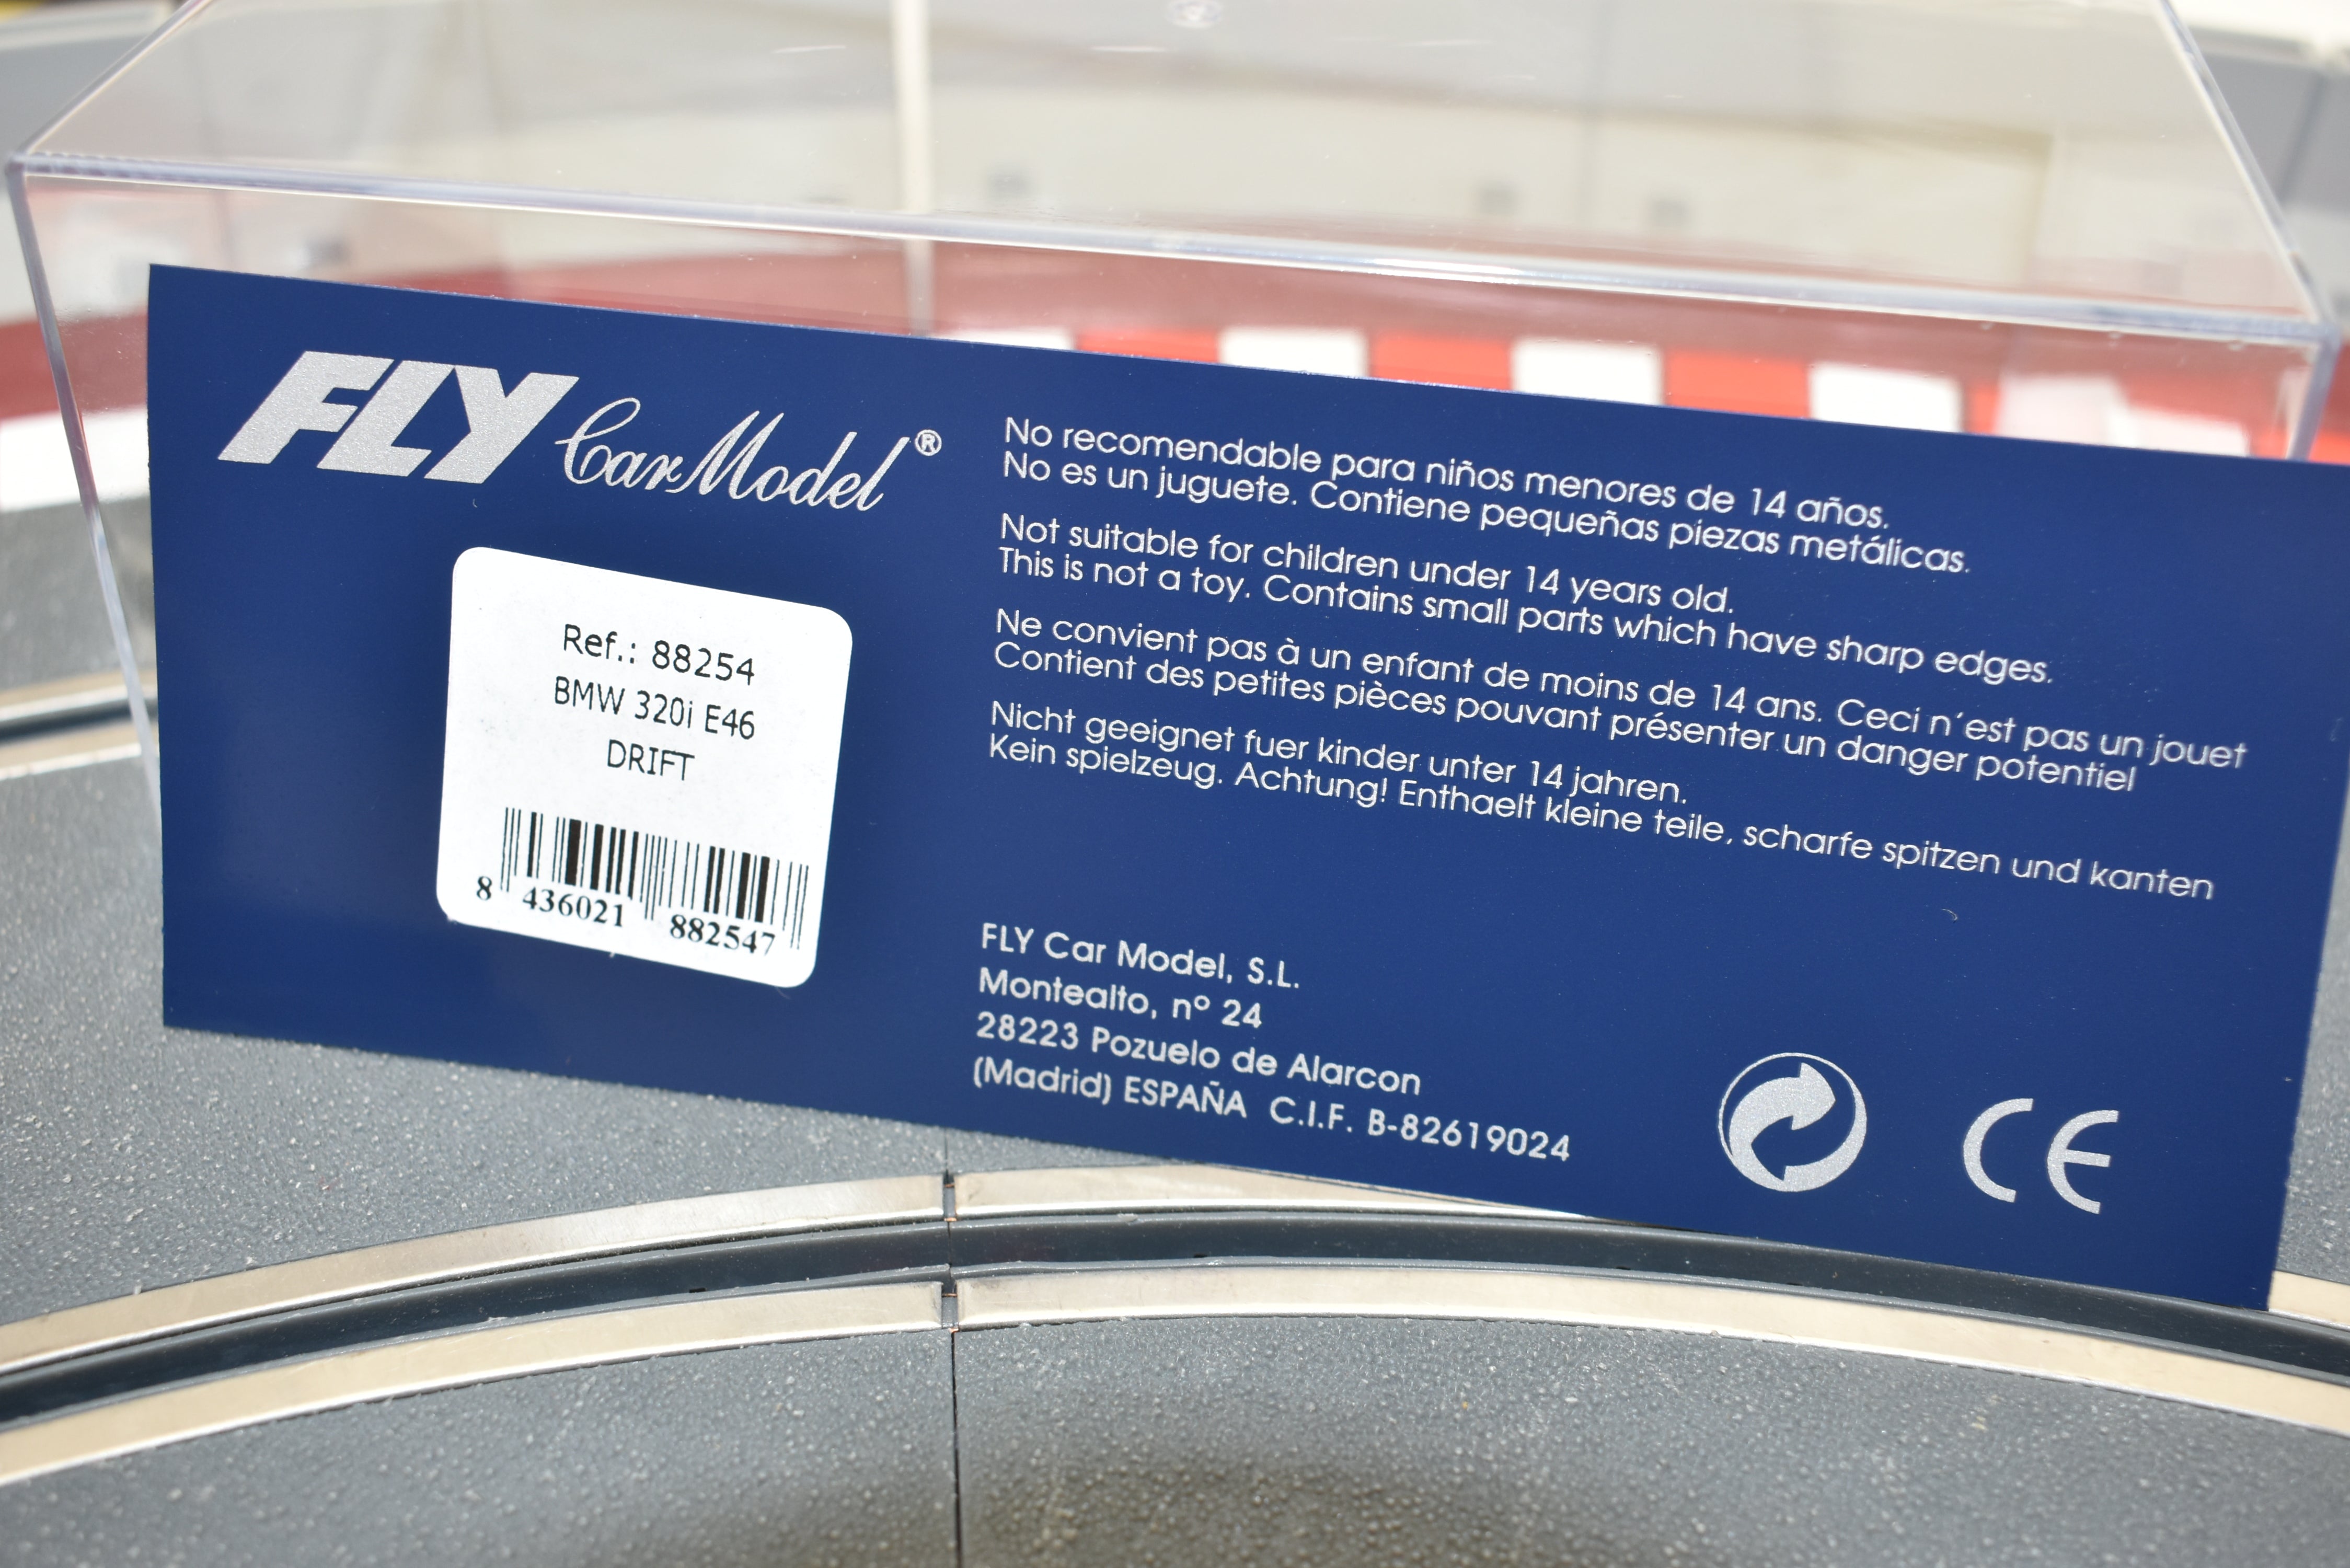 FLY Car Model®
Ref.: 88254
BMW 320i E46
DRIFT
8 436021 882547
No recomendable para niños menores de 14 años.
No es un juguete. Contiene pequeñas piezas metálicas.
Not suitable for children under 14 years old.
This is not a toy. Contains small parts which have sharp edges.
Ne convient pas à un enfant de moins de 14 ans. Ceci n´est pas un jouet
Contient des petites pièces pouvant présenter un danger potentiel
Nicht geeignet fuer kinder unter 14 jahren.
Kein spielzeug. Achtung! Enthaelt kleine teile, scharfe spitzen und kanten
FLY Car Model, S.L.
Montealto, nº 24
28223 Pozuelo de Alarcon
(Madrid) ESPAÑA C.I.F. B-82619024
CE